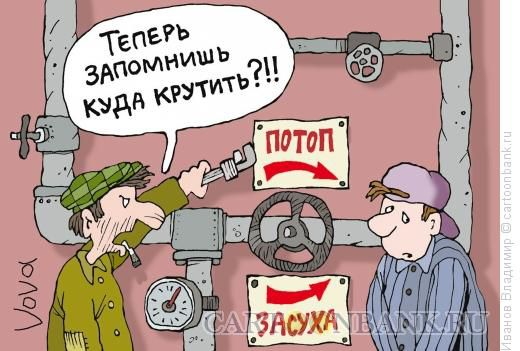 ТЕПЕРЬ
ЗАПОМНИШЬ
КУДА КРУТИТЬ?!!
ПОТОП
ЗАСУХА
Vova
CARTOONBANK.RU
Иванов Владимир © cartoonbank.ru